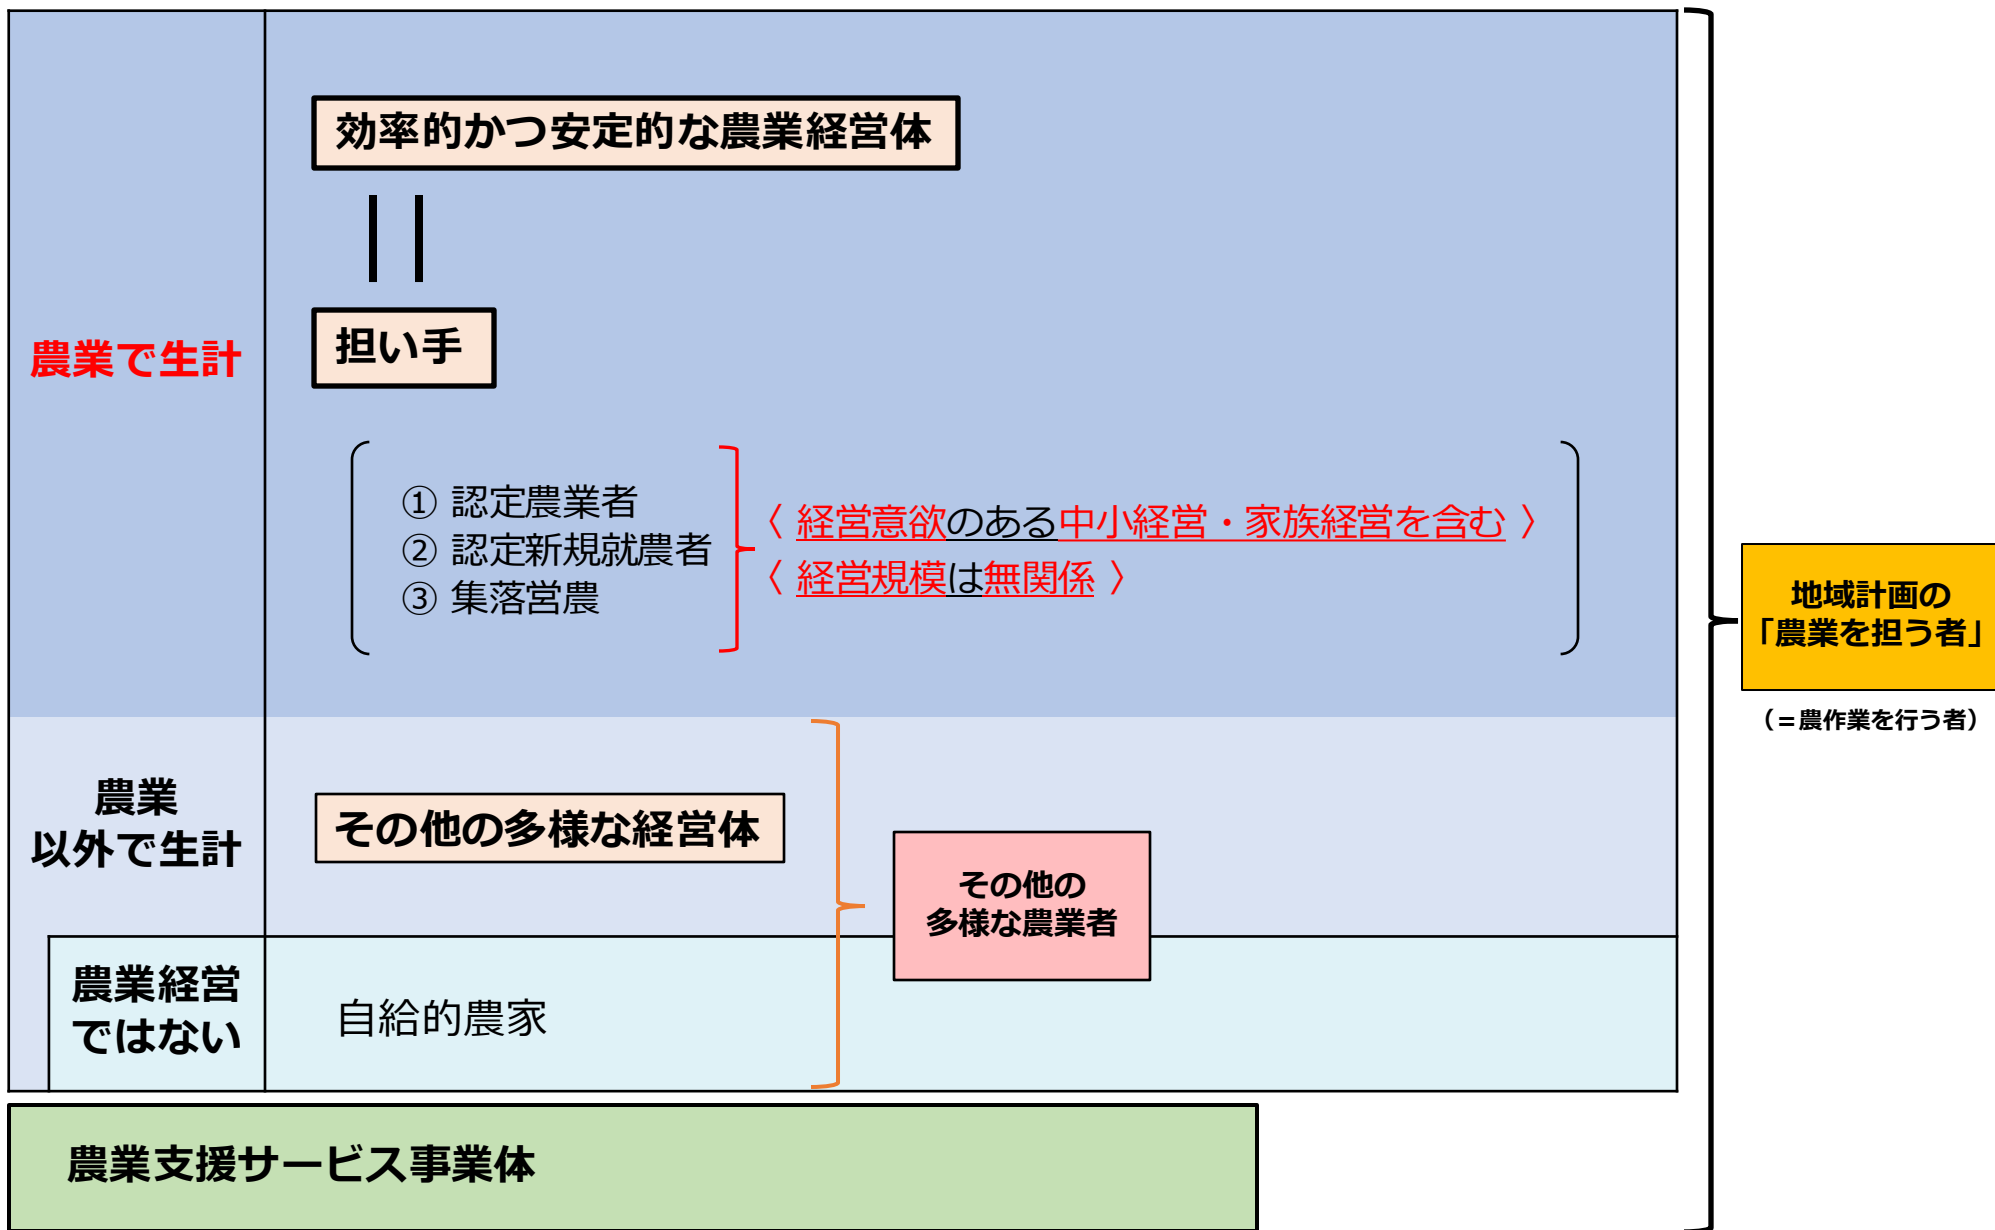 農業で生計
効率的かつ安定的な農業経営体
担い手
① 認定農業者
② 認定新規就農者
③ 集落営農
〈 経営意欲のある中小経営・家族経営を含む 〉
〈 経営規模は無関係 〉
農業
以外で生計
その他の多様な経営体
その他の
多様な農業者
農業経営
ではない
自給的農家
農業支援サービス事業体
地域計画の
「農業を担う者」
（=農作業を行う者）